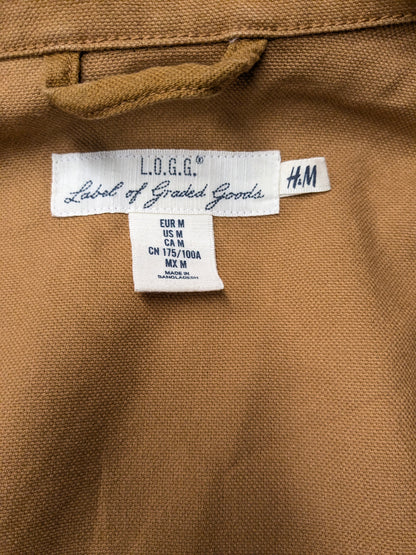 L.O.G.G.®
Label of Graded Goods
H&M
EUR M
US M
CA M
CN 175/100A
MX M
MADE IN
BANGLADESH